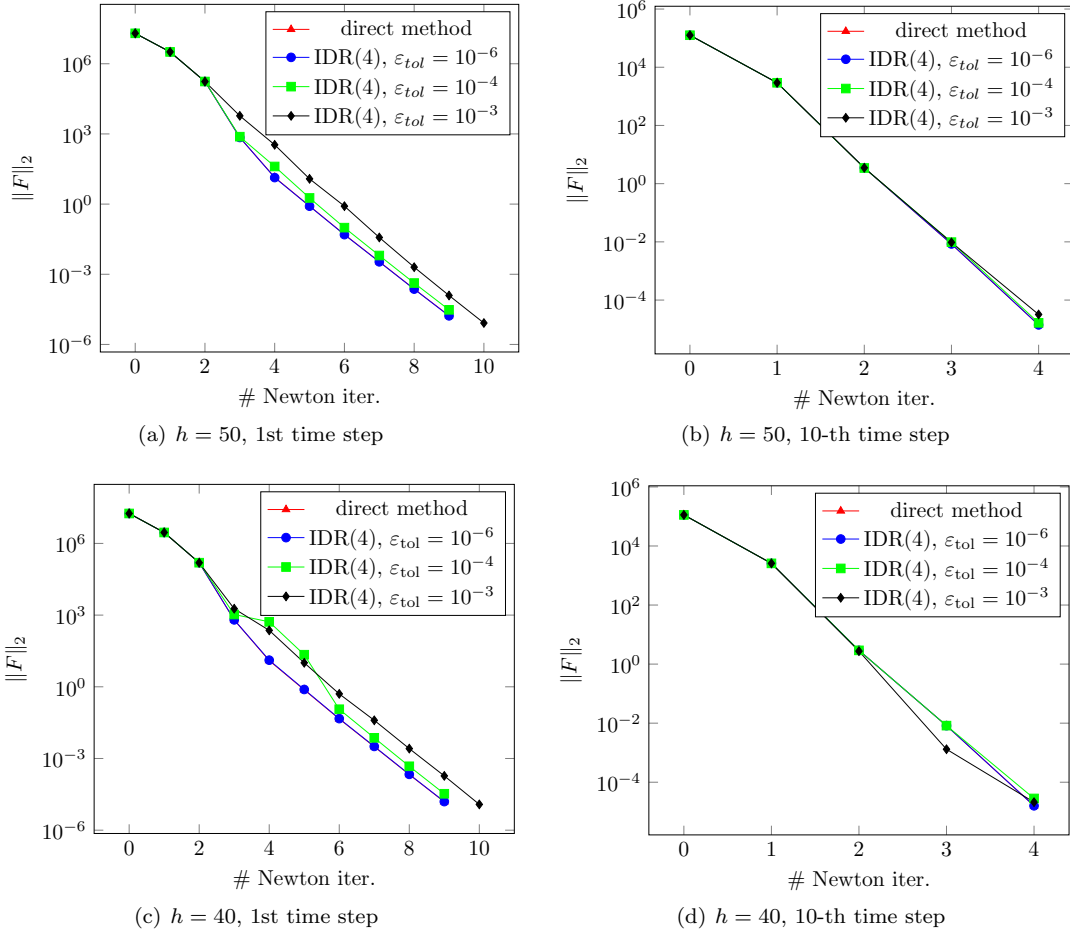 10^6
10^3
10^0
10^−3
10^−6
||F||_2
0 2 4 6 8 10
# Newton iter.
direct method
IDR(4), ε_tol = 10^−6
IDR(4), ε_tol = 10^−4
IDR(4), ε_tol = 10^−3
(a) h = 50, 1st time step
10^6
10^4
10^2
10^0
10^−2
10^−4
||F||_2
0 1 2 3 4
# Newton iter.
direct method
IDR(4), ε_tol = 10^−6
IDR(4), ε_tol = 10^−4
IDR(4), ε_tol = 10^−3
(b) h = 50, 10-th time step
10^6
10^3
10^0
10^−3
10^−6
||F||_2
0 2 4 6 8 10
# Newton iter.
direct method
IDR(4), ε_tol = 10^−6
IDR(4), ε_tol = 10^−4
IDR(4), ε_tol = 10^−3
(c) h = 40, 1st time step
10^6
10^4
10^2
10^0
10^−2
10^−4
||F||_2
0 1 2 3 4
# Newton iter.
direct method
IDR(4), ε_tol = 10^−6
IDR(4), ε_tol = 10^−4
IDR(4), ε_tol = 10^−3
(d) h = 40, 10-th time step